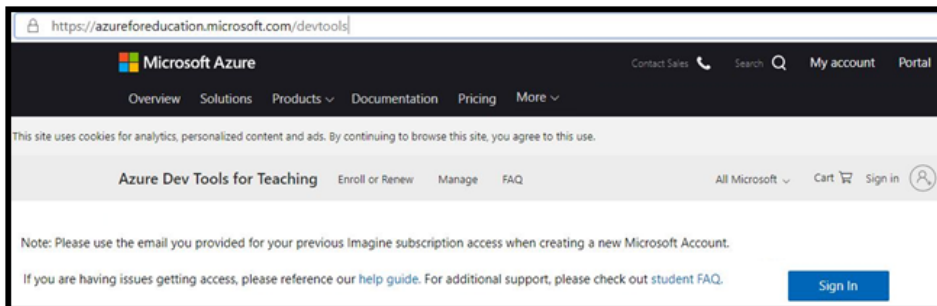 https://azureforeducation.microsoft.com/devtools
Microsoft Azure Contact Sales Search My account Portal
Overview Solutions Products Documentation Pricing More
This site uses cookies for analytics, personalized content and ads. By continuing to browse this site, you agree to this use.
Azure Dev Tools for Teaching Enroll or Renew Manage FAQ All Microsoft Cart Sign in
Note: Please use the email you provided for your previous Imagine subscription access when creating a new Microsoft Account.
If you are having issues getting access, please reference our help guide. For additional support, please check out student FAQ. Sign In